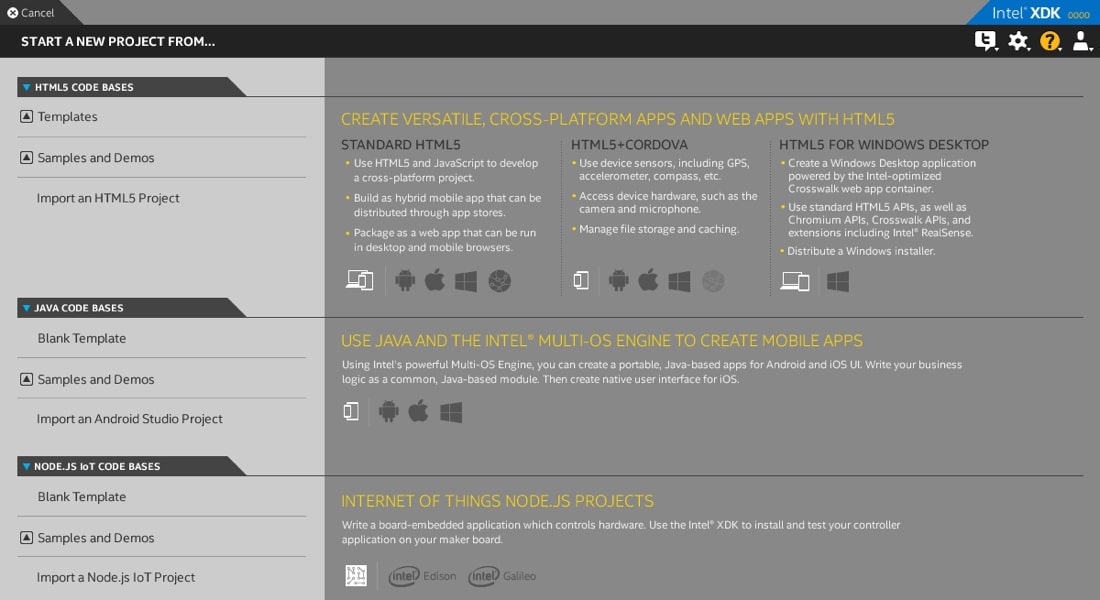 Cancel
Intel® XDK 0000
START A NEW PROJECT FROM...
HTML5 CODE BASES
Templates
Samples and Demos
Import an HTML5 Project
CREATE VERSATILE, CROSS-PLATFORM APPS AND WEB APPS WITH HTML5
STANDARD HTML5
• Use HTML5 and JavaScript to develop
a cross-platform project.
• Build as hybrid mobile app that can be
distributed through app stores.
• Package as a web app that can be run
in desktop and mobile browsers.
HTML5+CORDOVA
• Use device sensors, including GPS,
accelerometer, compass, etc.
• Access device hardware, such as the
camera and microphone.
• Manage file storage and caching.
HTML5 FOR WINDOWS DESKTOP
• Create a Windows Desktop application
powered by the Intel-optimized
Crosswalk web app container.
• Use standard HTML5 APIs, as well as
Chromium APIs, Crosswalk APIs, and
extensions including Intel® RealSense.
• Distribute a Windows installer.
JAVA CODE BASES
Blank Template
Samples and Demos
Import an Android Studio Project
USE JAVA AND THE INTEL® MULTI-OS ENGINE TO CREATE MOBILE APPS
Using Intel's powerful Multi-OS Engine, you can create a portable, Java-based apps for Android and iOS UI. Write your business
logic as a common, Java-based module. Then create native user interface for iOS.
NODE.JS IoT CODE BASES
Blank Template
Samples and Demos
Import a Node.js IoT Project
INTERNET OF THINGS NODE.JS PROJECTS
Write a board-embedded application which controls hardware. Use the Intel® XDK to install and test your controller
application on your maker board.
intel Edison
intel Galileo